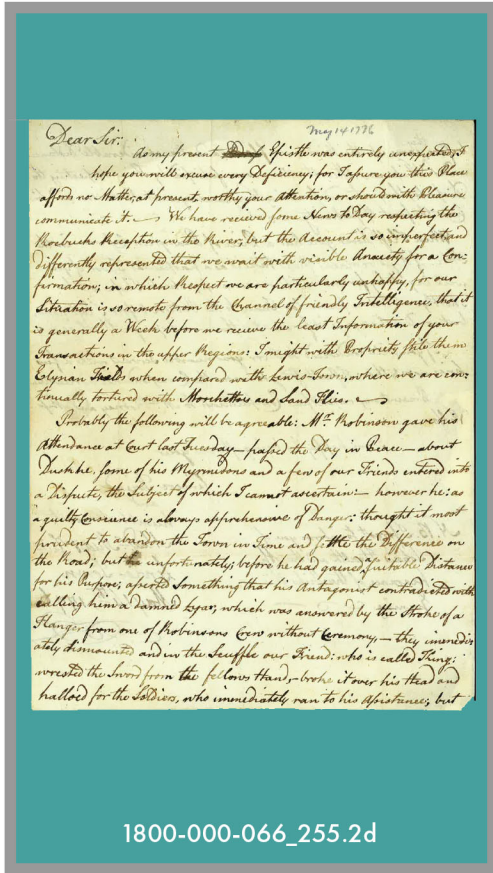 May 14 1776
Dear Sir:
As my present Epistle was entirely unexpected, I
hope you will excuse every Deficiency; for I assure you this Place
affords no Matter, at present, worthy your Attention, or should with Pleasure
communicate it. — We have received some News to Day respecting the
Roebucks Reception in the River, but the Account is so imperfect and
differently represented that we wait with visible Anxiety for a Con-
firmation; in which Respect we are particularly unhappy, for our
Situation is so remote from the Channel of friendly Intelligence, that it
is generally a Week before we receive the least Information of your
Transactions in the upper Regions: I might with Propriety stile them
Elysian when compared with Lewis-Town, where we are con-
tinually tortured with Morchettos and Sand Flies. —
Probably the following will be agreable: Mr. Robinson gave his
Attendance at Court last Tuesday — passed the Day in Peace — about
Duskhe, some of his Myrmidons and a few of our Friends entered into
a Dispute, the Subject of which I cannot ascertain: — however he: as
a guilty Conscience is always apprehensive of Danger: thought it most
prudent to abandon the Town in Time and settle the Difference on
the Road; but unfortunately, before he had gained suitable Distance
for his Purpose, something that his Antagonist contradicted with
calling him a damned Lyar, which was answered by the Stroke of a
Hanger from one of Robinsons Crew without Ceremony, — they immedi-
ately dismounted and in the Scuffle our Friend: who is called King:
wrested the Sword from the fellows Hand, — broke it over his Head and
halloed for the Soldiers, who immediately ran to his Assistance; but
1800-000-066_255.2d